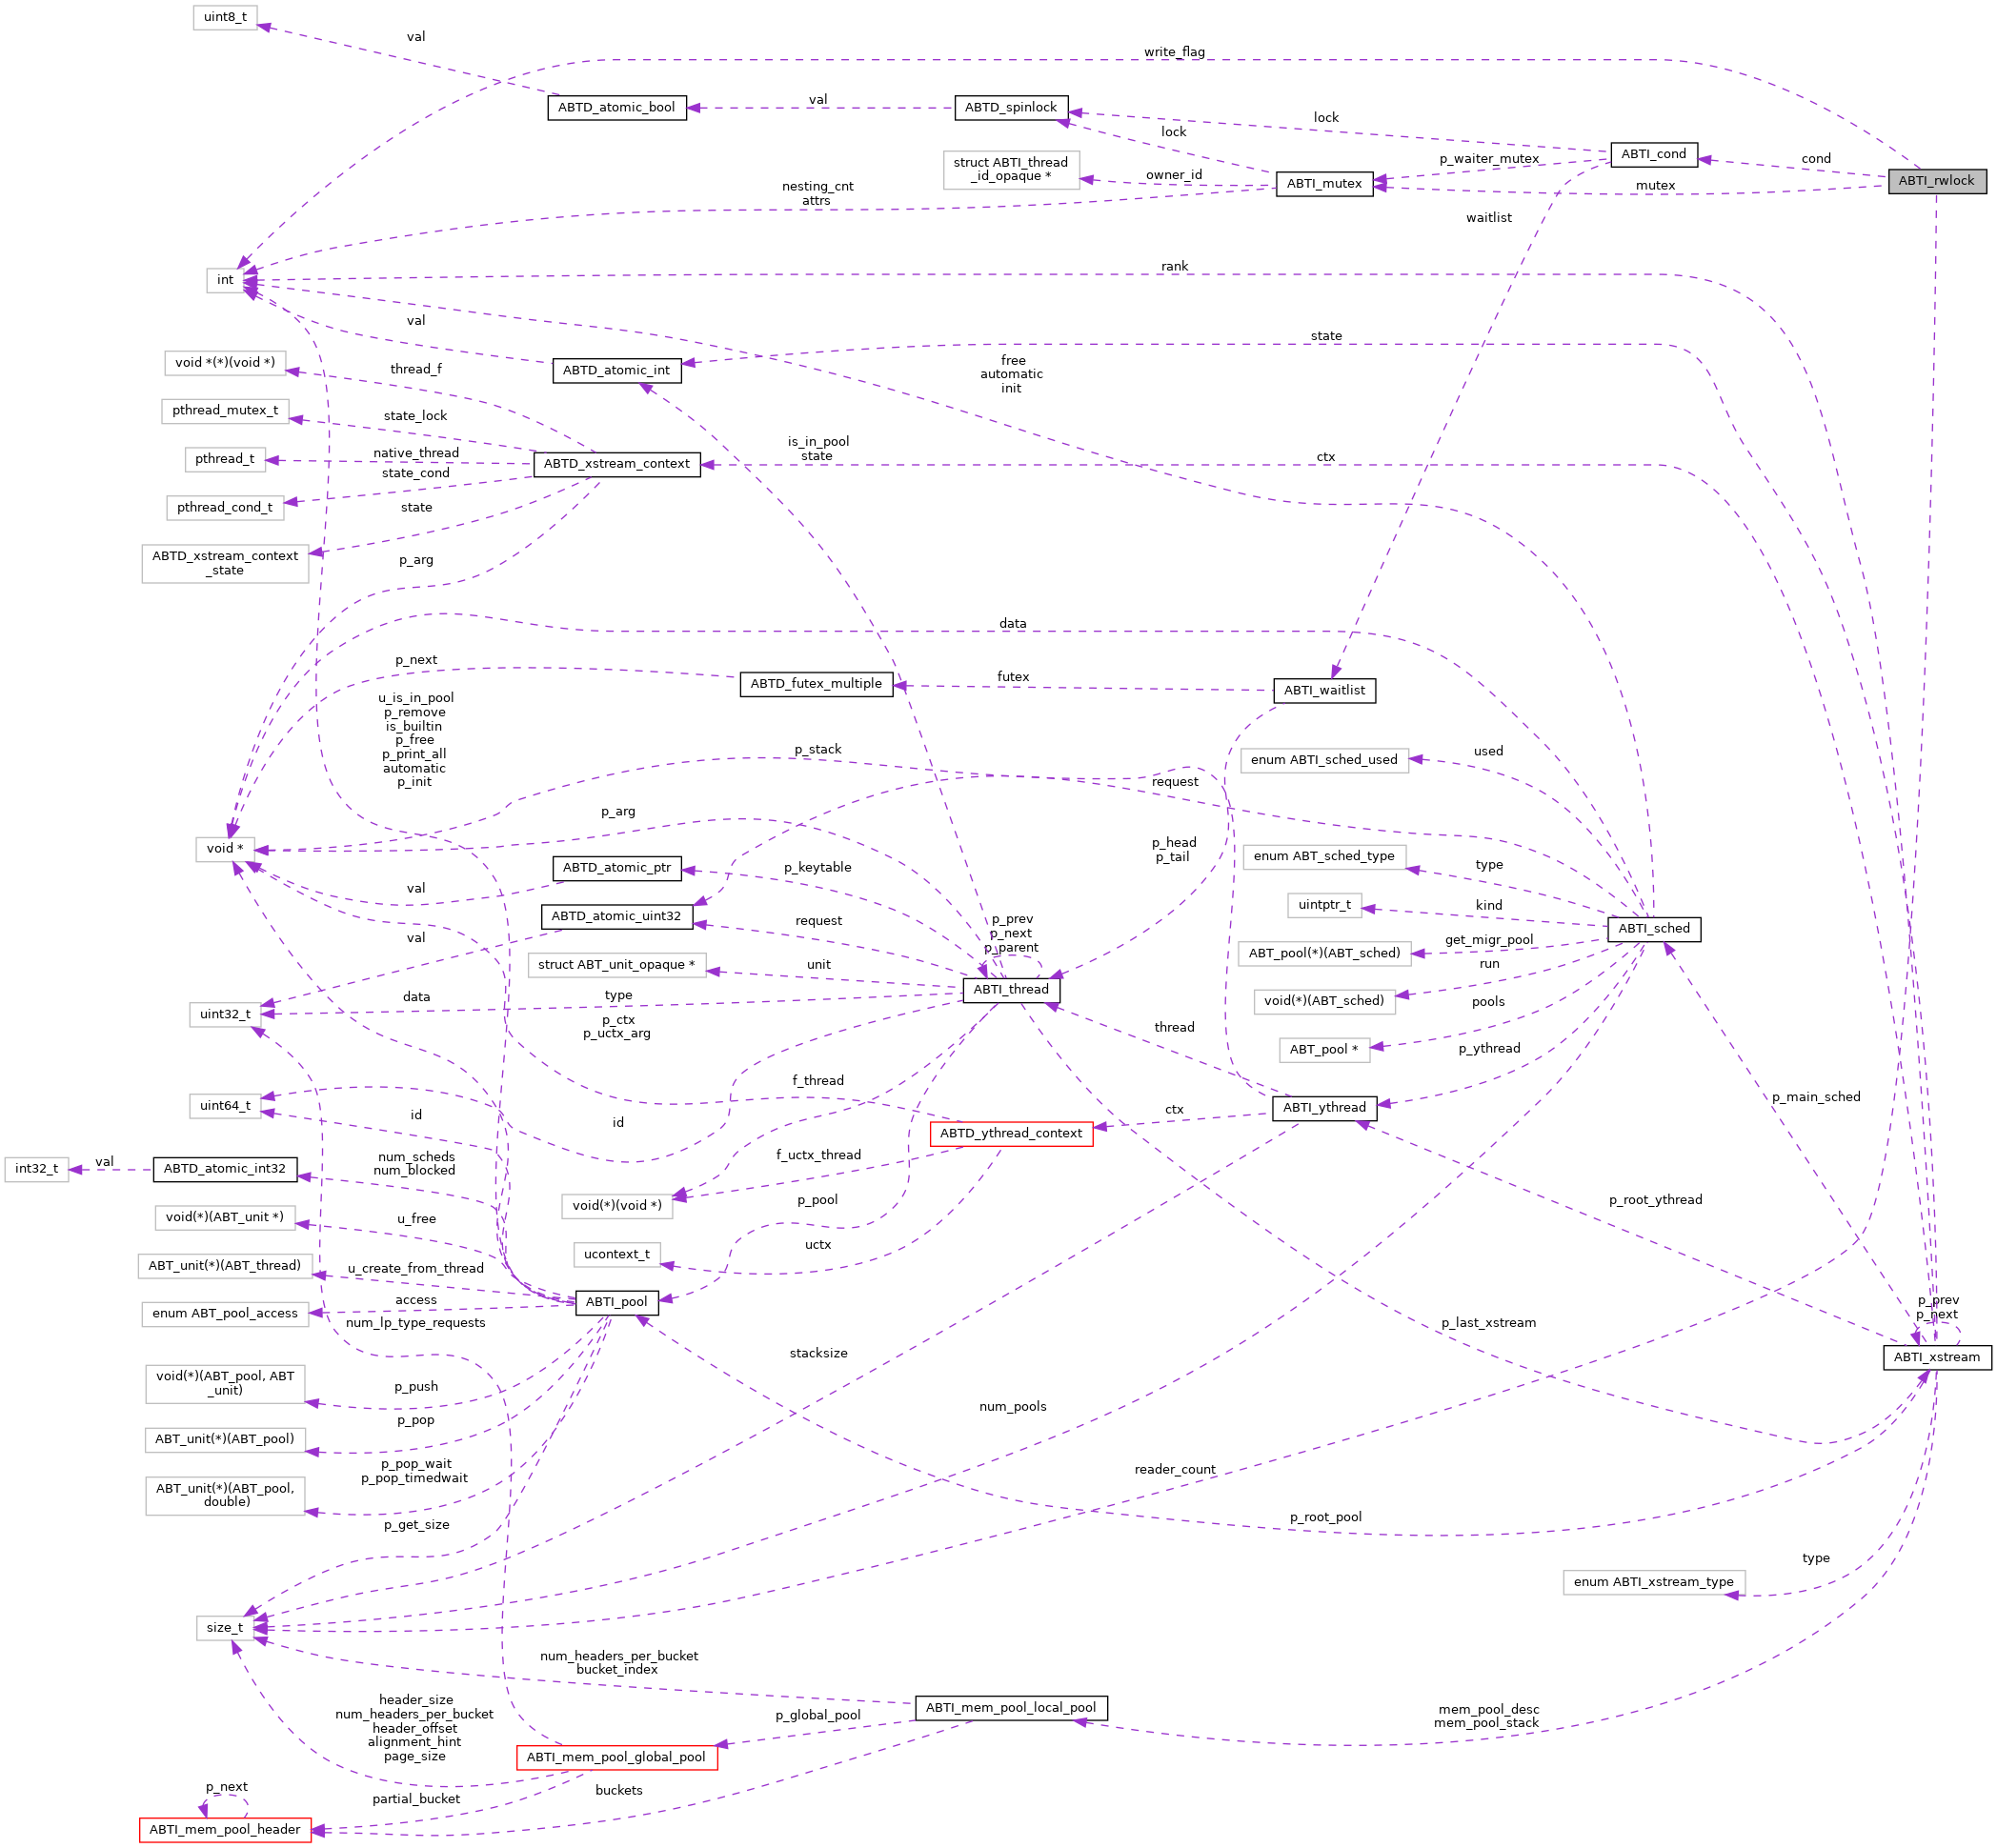 uint8_t
val
write_flag
ABTD_atomic_bool
val
ABTD_spinlock
lock
lock
struct ABTI_thread
_id_opaque *
owner_id
ABTI_mutex
p_waiter_mutex
ABTI_cond
cond
mutex
ABTI_rwlock
nesting_cnt
attrs
waitlist
int
rank
val
state
void *(*)(void *)
thread_f
ABTD_atomic_int
free
automatic
init
pthread_mutex_t
state_lock
pthread_t
native_thread
state_cond
ABTD_xstream_context
is_in_pool
state
ctx
pthread_cond_t
state
ABTD_xstream_context
_state
p_arg
data
p_next
ABTD_futex_multiple
futex
ABTI_waitlist
u_is_in_pool
p_remove
is_builtin
p_free
p_print_all
automatic
p_init
p_stack
request
enum ABTI_sched_used
used
void *
p_arg
ABTD_atomic_ptr
p_keytable
p_head
p_tail
enum ABT_sched_type
type
val
ABTD_atomic_uint32
request
uintptr_t
kind
ABTI_sched
val
struct ABT_unit_opaque *
unit
p_prev
p_next
p_parent
ABTI_thread
ABT_pool(*)(ABT_sched)
get_migr_pool
run
void(*)(ABT_sched)
pools
uint32_t
data
type
p_ctx
p_uctx_arg
thread
ABT_pool *
p_ythread
uint64_t
id
id
f_thread
ABTD_ythread_context
ctx
ABTI_ythread
p_main_sched
int32_t
val
ABTD_atomic_int32
num_scheds
num_blocked
f_uctx_thread
void(*)(void *)
p_pool
p_root_ythread
void(*)(ABT_unit *)
u_free
ucontext_t
uctx
ABT_unit(*)(ABT_thread)
u_create_from_thread
enum ABT_pool_access
access
ABTI_pool
num_lp_type_requests
stacksize
p_last_xstream
p_prev
p_next
ABTI_xstream
void(*)(ABT_pool, ABT
_unit)
p_push
ABT_unit(*)(ABT_pool)
p_pop
num_pools
ABT_unit(*)(ABT_pool,
double)
p_pop_wait
p_pop_timedwait
reader_count
p_get_size
p_root_pool
enum ABTI_xstream_type
type
size_t
num_headers_per_bucket
bucket_index
header_size
num_headers_per_bucket
header_offset
alignment_hint
page_size
ABTI_mem_pool_local_pool
p_global_pool
mem_pool_desc
mem_pool_stack
ABTI_mem_pool_global_pool
p_next
partial_bucket
buckets
ABTI_mem_pool_header